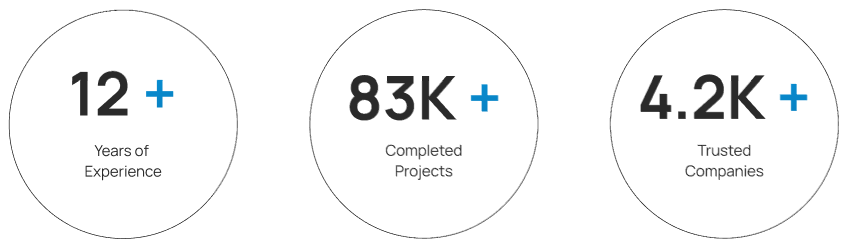 12 +
Years of
Experience
83K +
Completed
Projects
4.2K +
Trusted
Companies